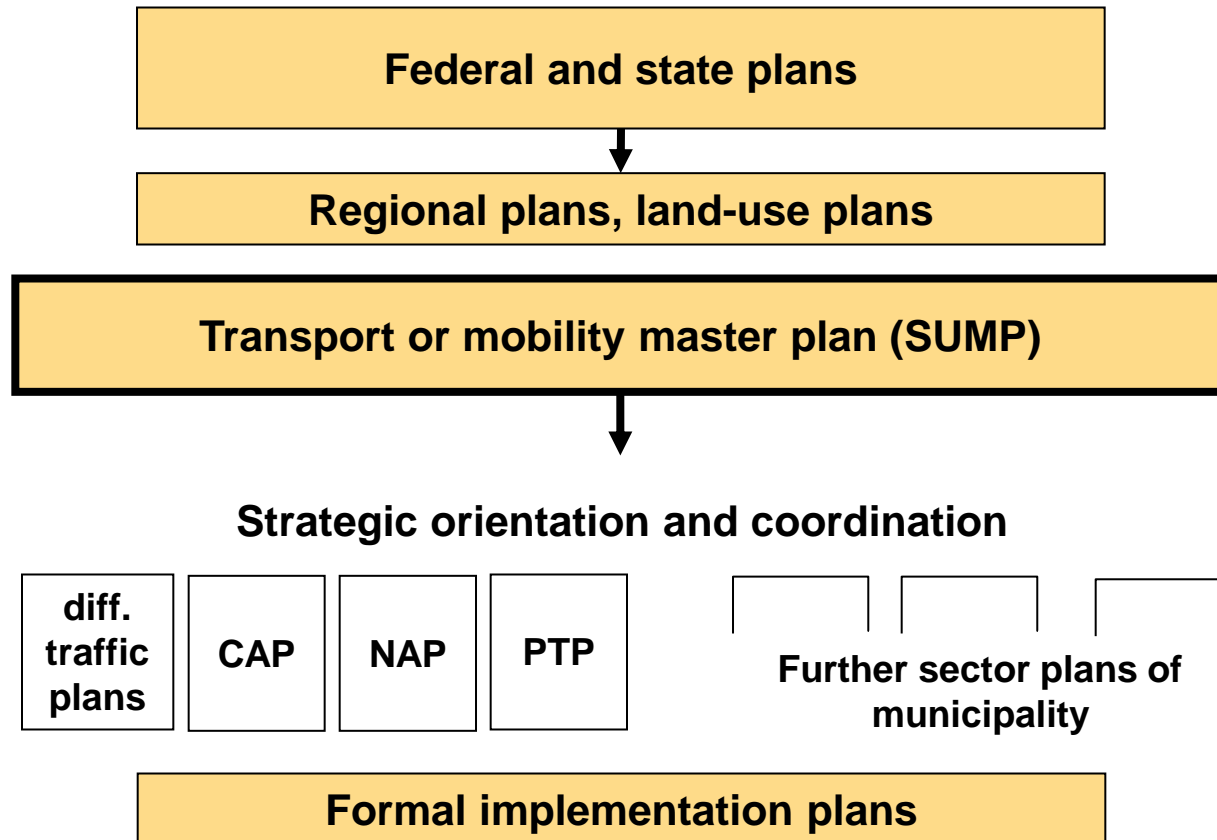 Federal and state plans
Regional plans, land-use plans
Transport or mobility master plan (SUMP)
Strategic orientation and coordination
diff.
traffic
plans
CAP
NAP
PTP
Further sector plans of
municipality
Formal implementation plans